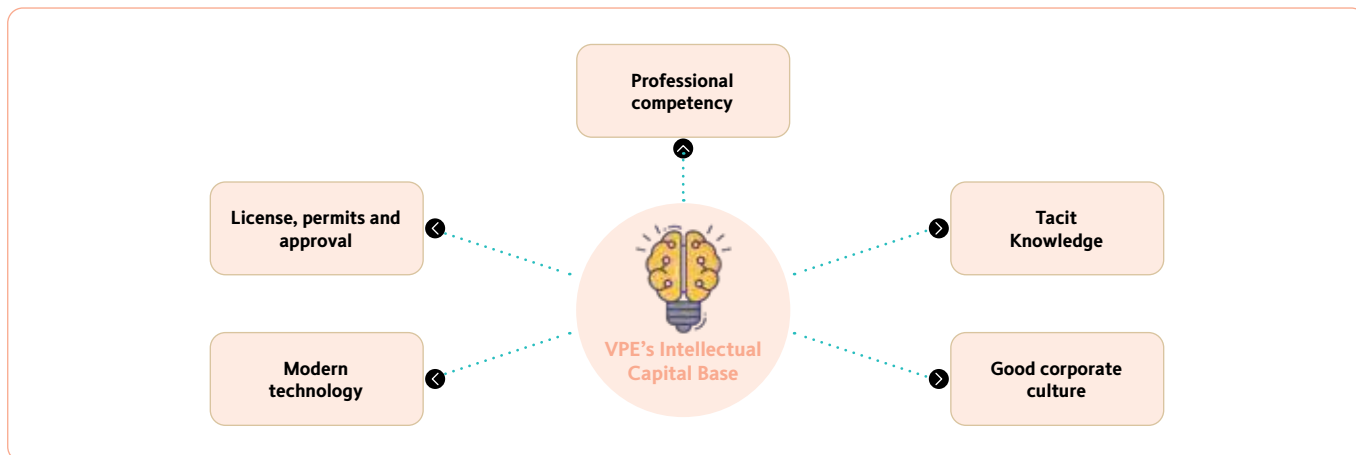 Professional
competency
License, permits and
approval
Tacit
Knowledge
VPE’s Intellectual
Capital Base
Modern
technology
Good corporate
culture